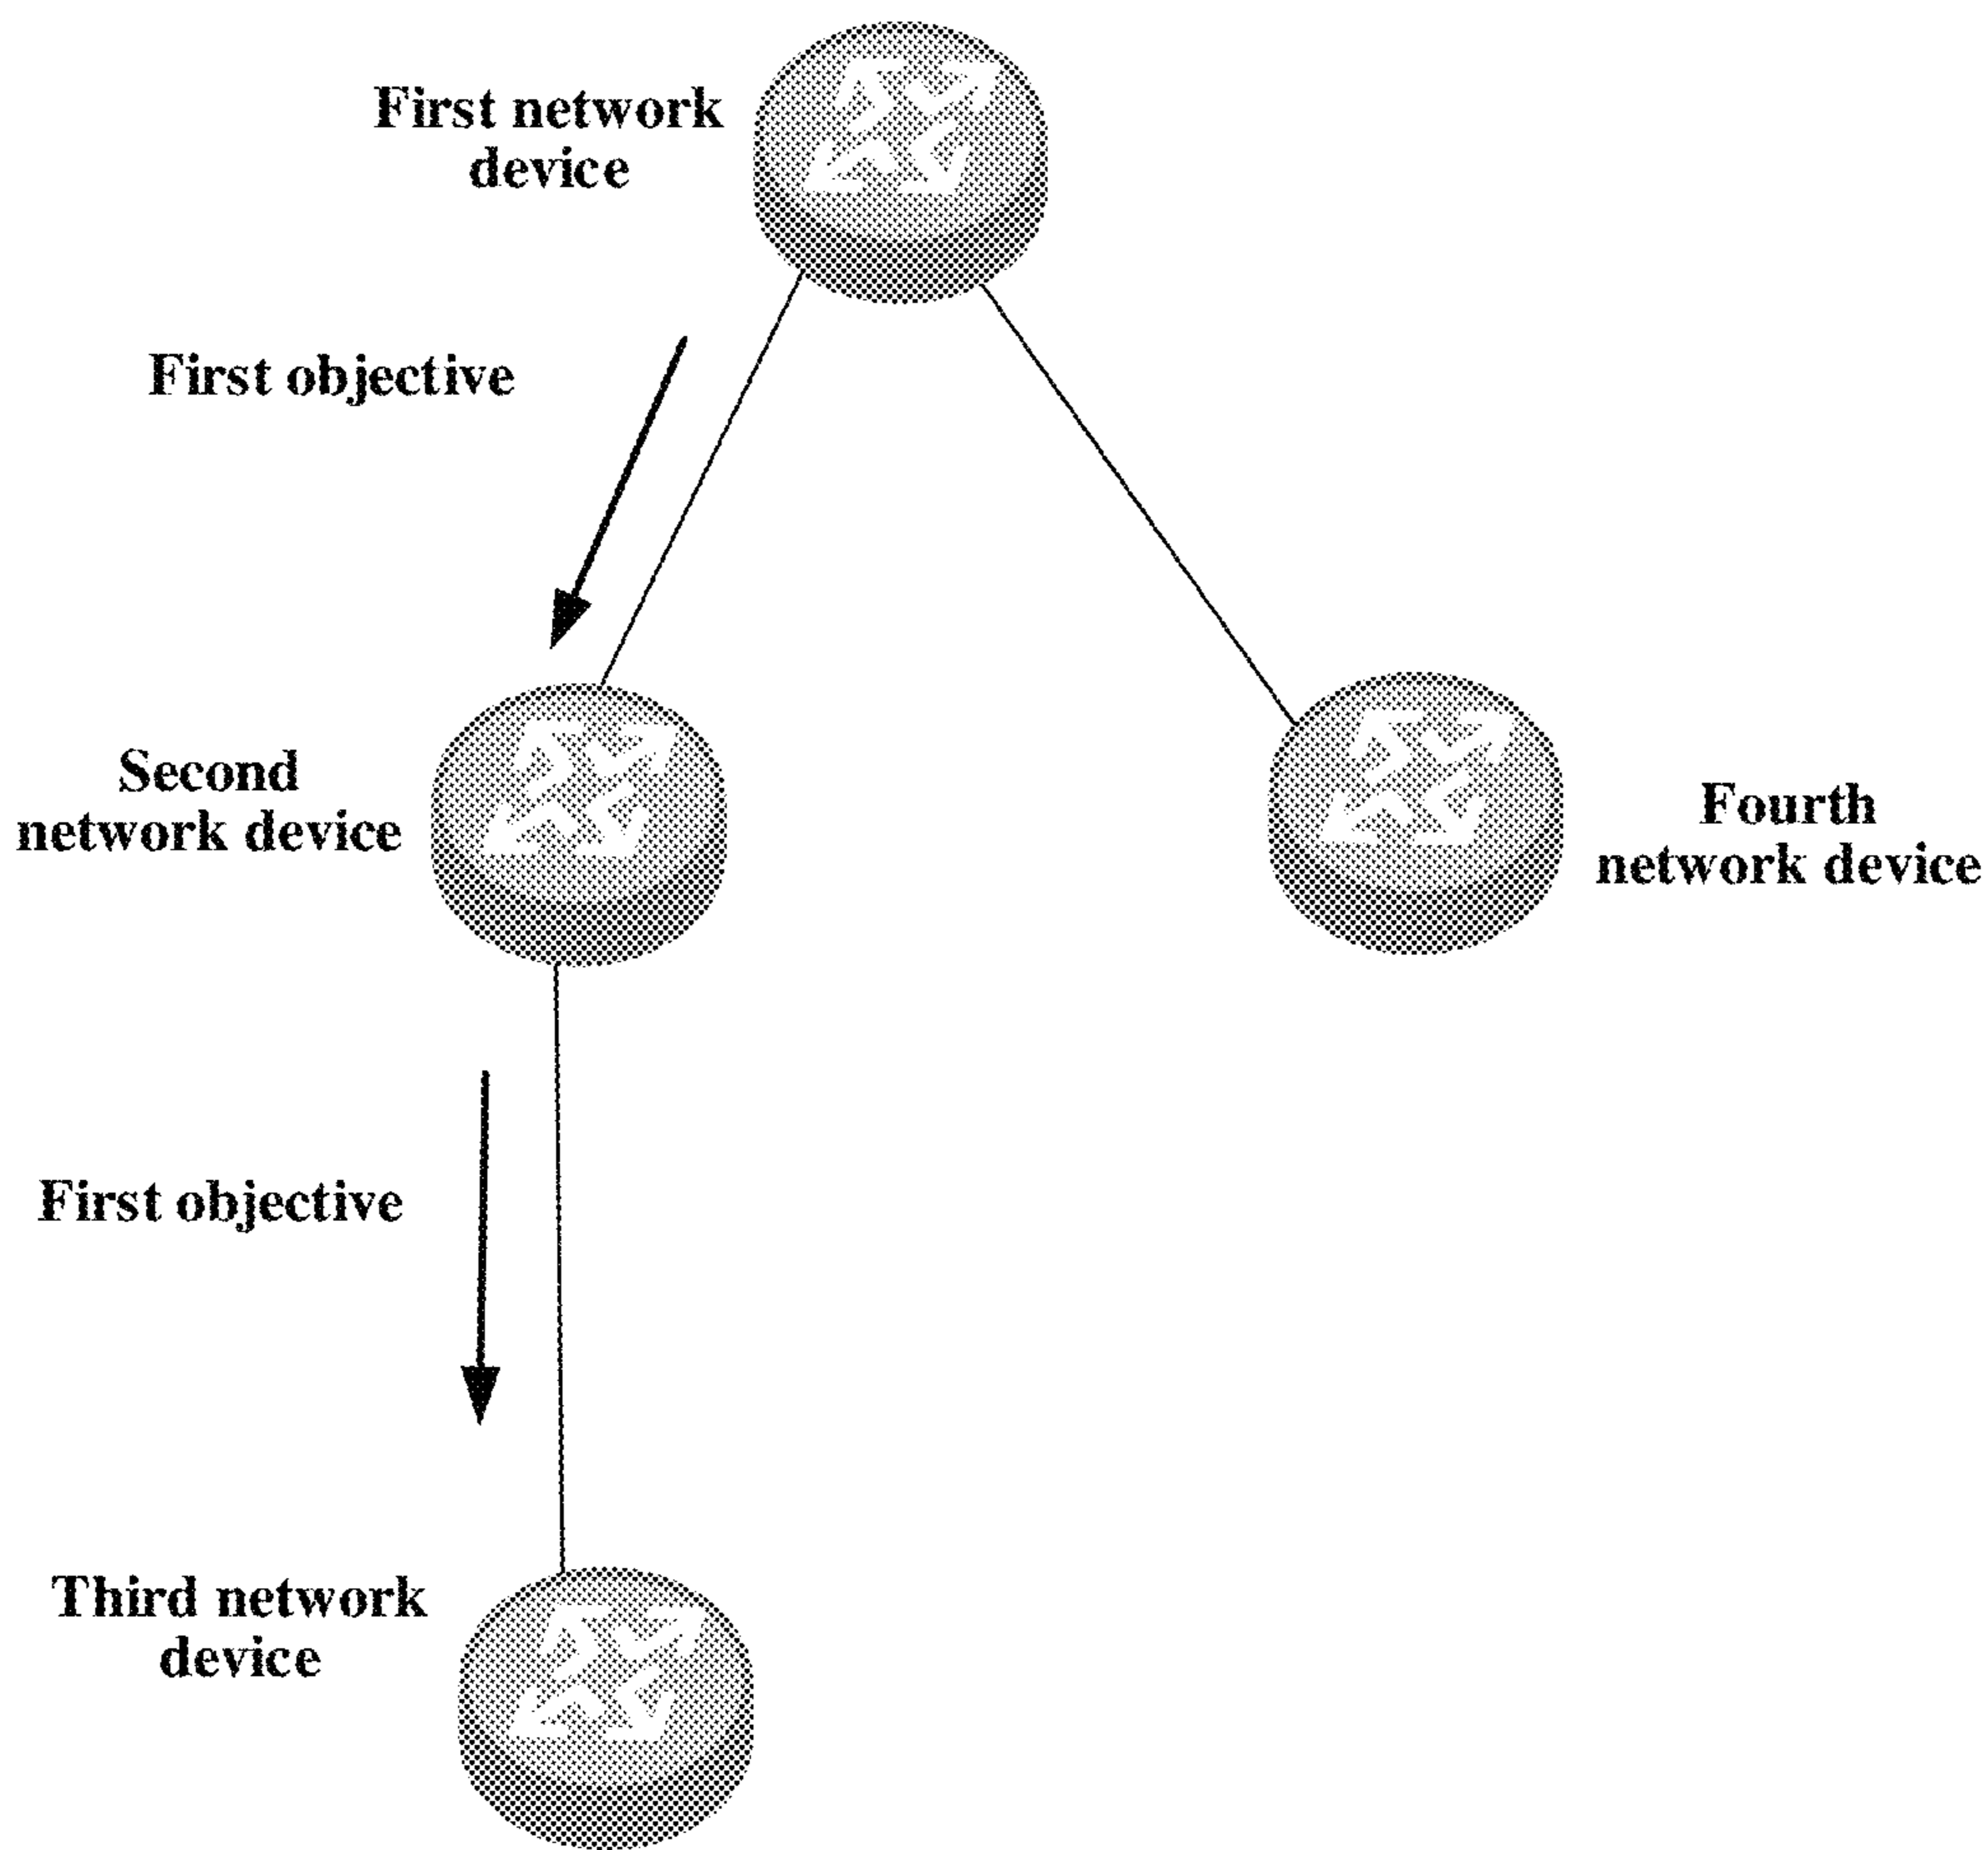 First network
device
First objective
Second
network device
Fourth
network device
First objective
Third network
device